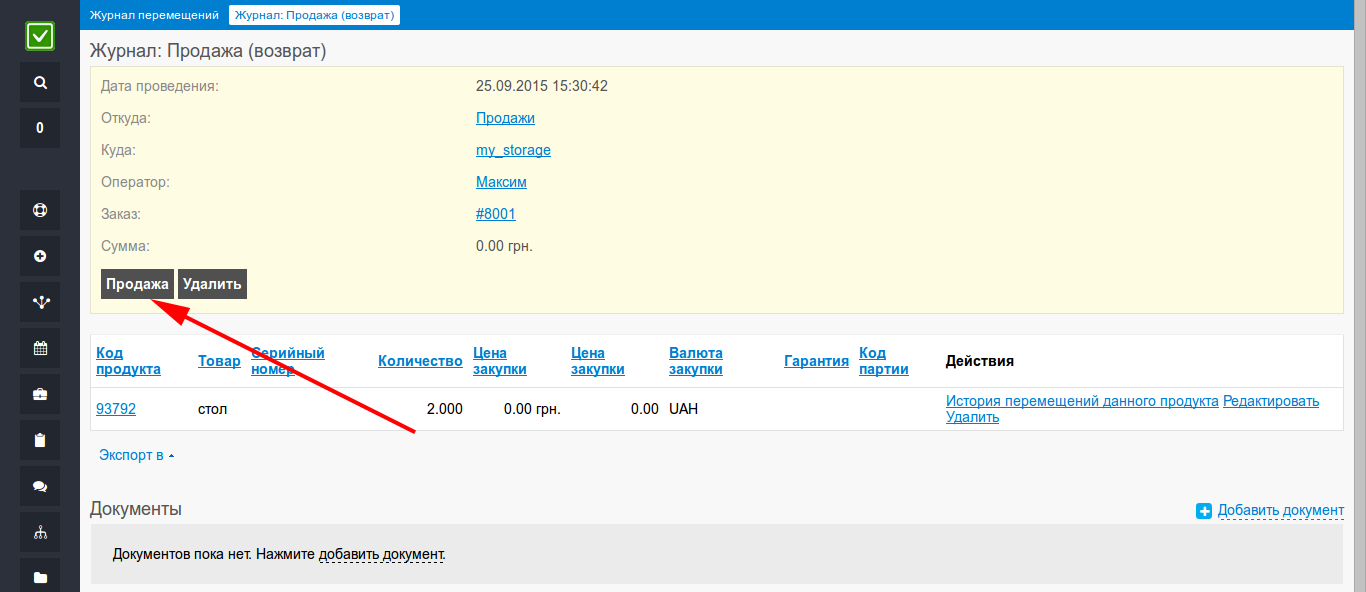 Журнал перемещений Журнал: Продажа (возврат)
Журнал: Продажа (возврат)
0
Дата проведения: 25.09.2015 15:30:42
Откуда: Продажи
Куда: my_storage
Оператор: Максим
Заказ: #8001
Сумма: 0.00 грн.
Продажа Удалить
Код продукта Товар Серийный номер Количество Цена закупки Цена закупки Валюта закупки Гарантия Код партии Действия
93792 стол 2.000 0.00 грн. 0.00 UAH История перемещений данного продукта Редактировать
Удалить
Экспорт в
Документы Добавить документ
Документов пока нет. Нажмите добавить документ.